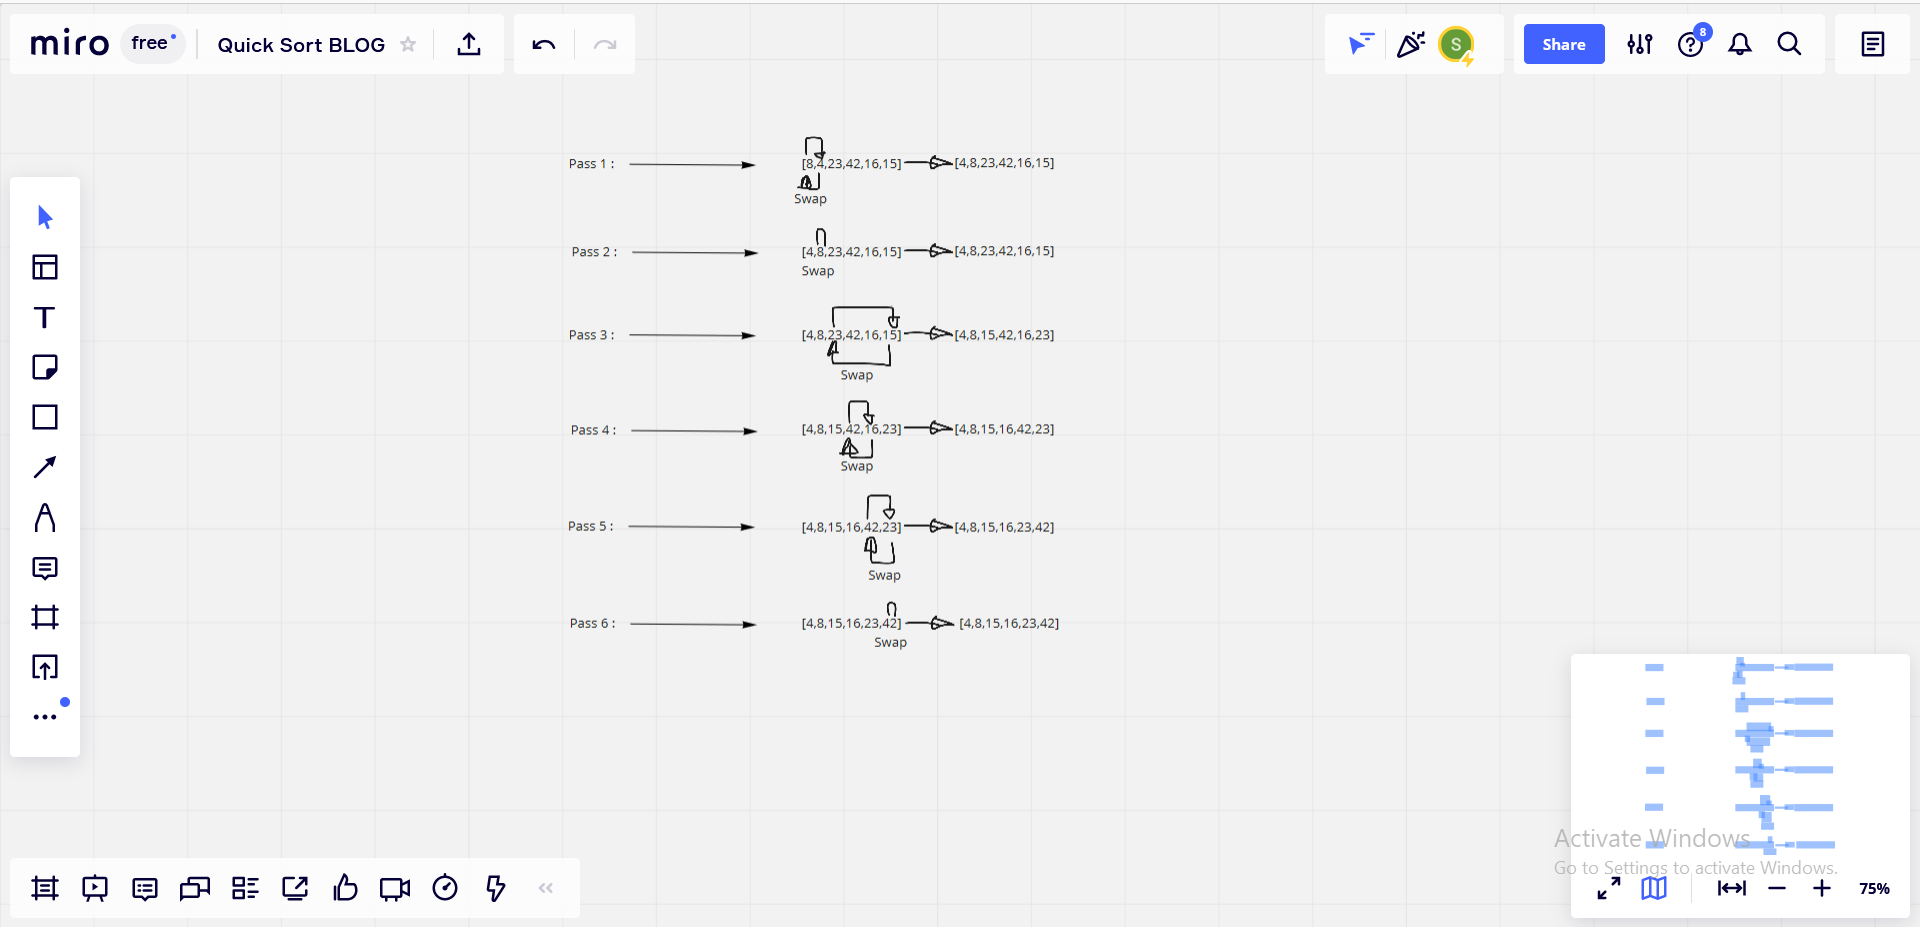 miro free Quick Sort BLOG S Share 8
Pass 1 : [8,4,23,42,16,15] [4,8,23,42,16,15]
Swap
Pass 2 : [4,8,23,42,16,15] [4,8,23,42,16,15]
Swap
Pass 3 : [4,8,23,42,16,15] [4,8,15,42,16,23]
Swap
Pass 4 : [4,8,15,42,16,23] [4,8,15,16,42,23]
Swap
Pass 5 : [4,8,15,16,42,23] [4,8,15,16,23,42]
Swap
Pass 6 : [4,8,15,16,23,42] [4,8,15,16,23,42]
Swap
Activate Windows
Go to Settings to activate Windows.
75%